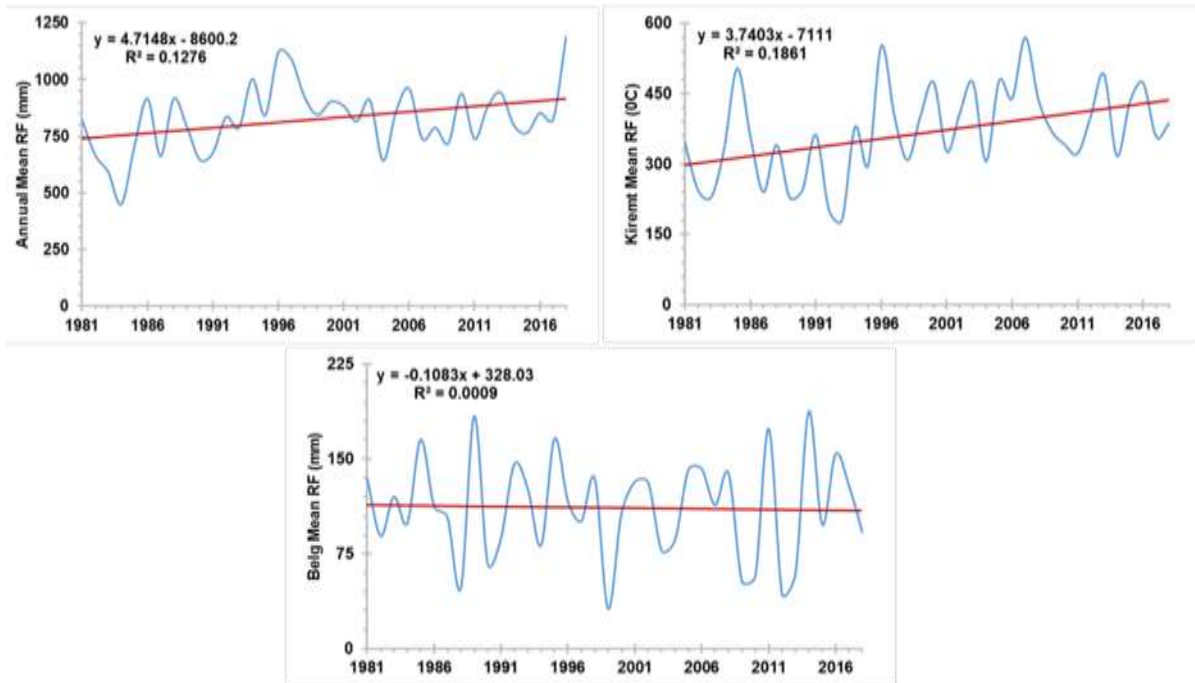 1250
1000
750
500
250
0
Annual Mean RF (mm)
y = 4.7148x - 8600.2
R² = 0.1276
1981 1986 1991 1996 2001 2006 2011 2016
600
450
300
150
0
Kiremt Mean RF (0C)
y = 3.7403x - 7111
R² = 0.1861
1981 1986 1991 1996 2001 2006 2011 2016
225
150
75
0
Belg Mean RF (mm)
y = -0.1083x + 328.03
R² = 0.0009
1981 1986 1991 1996 2001 2006 2011 2016